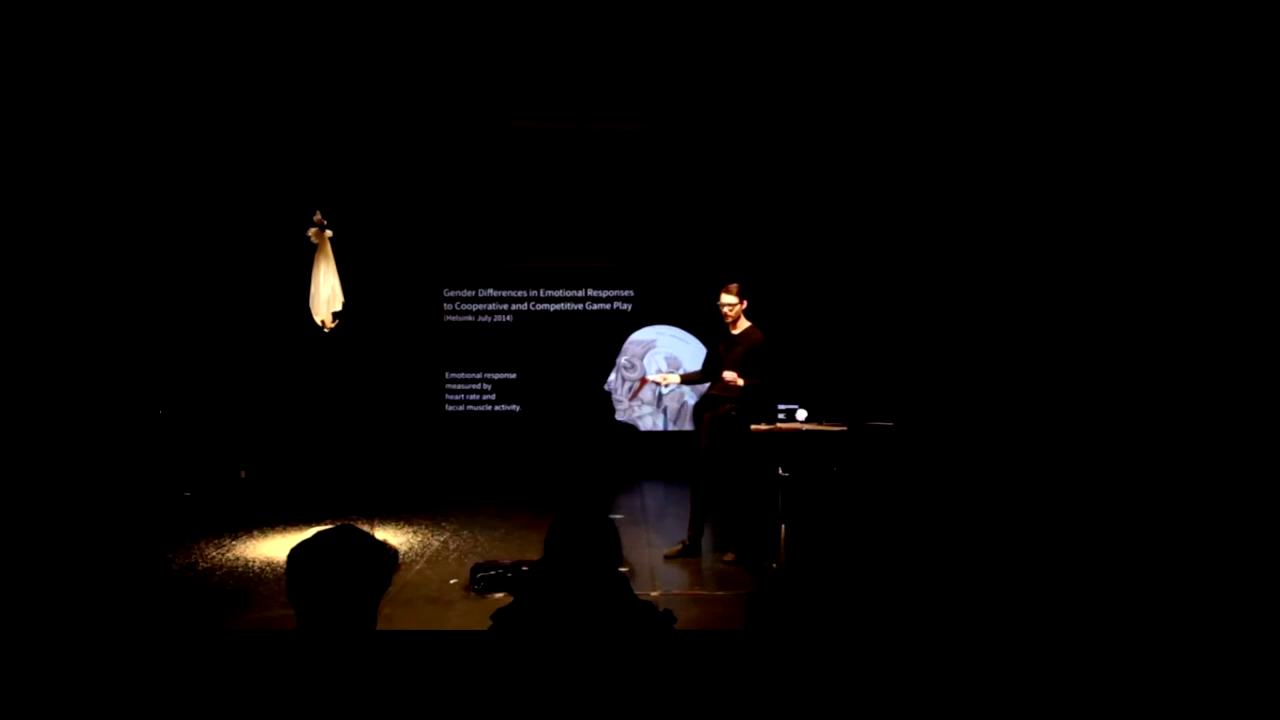 Gender Differences in Emotional Responses
to Cooperative and Competitive Game Play
(Helsinki July 2014)
Emotional response
measured by
heart rate and
facial muscle activity.